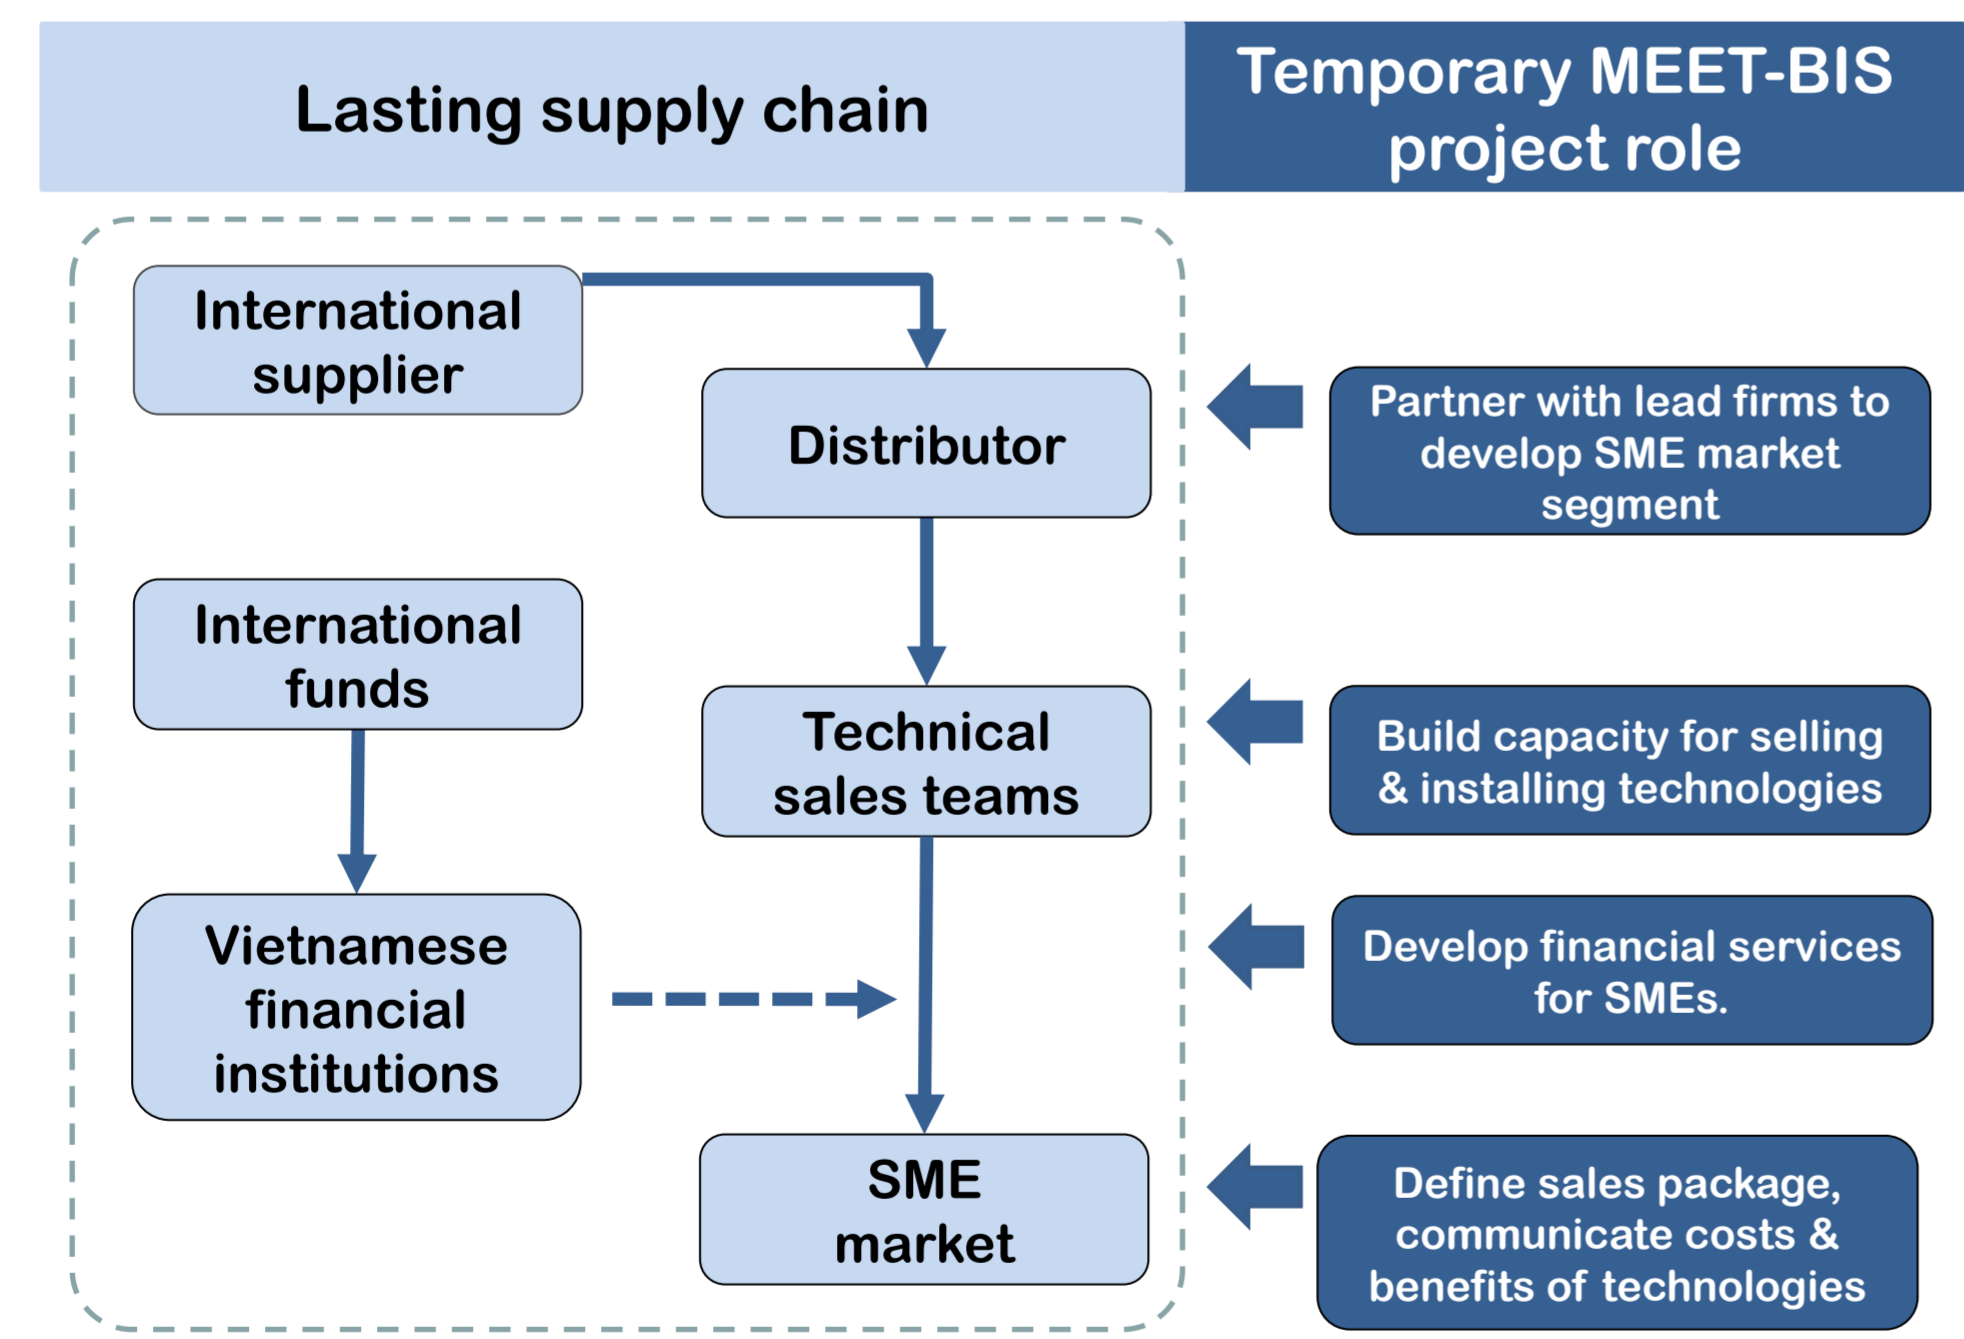 Lasting supply chain
Temporary MEET-BIS
project role
International
supplier
Distributor
Partner with lead firms to
develop SME market
segment
International
funds
Technical
sales teams
Build capacity for selling
& installing technologies
Vietnamese
financial
institutions
Develop financial services
for SMEs.
SME
market
Define sales package,
communicate costs &
benefits of technologies